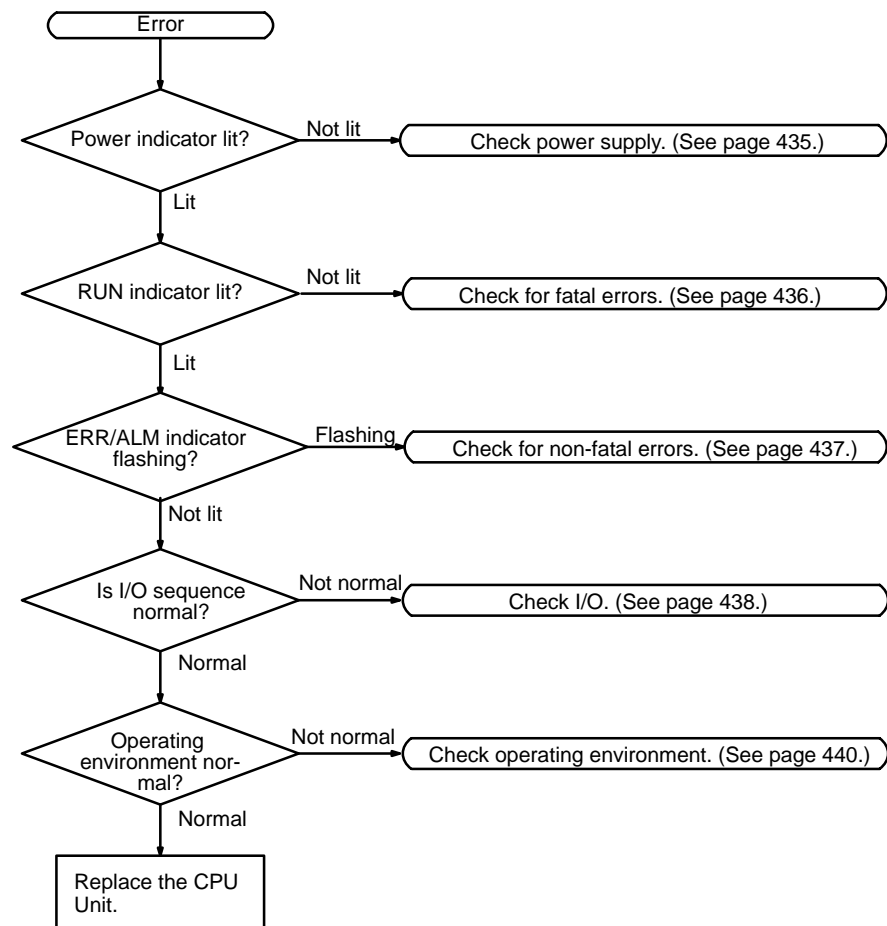 Error
Power indicator lit?
Not lit
Check power supply. (See page 435.)
Lit
RUN indicator lit?
Not lit
Check for fatal errors. (See page 436.)
Lit
ERR/ALM indicator
flashing?
Flashing
Check for non-fatal errors. (See page 437.)
Not lit
Is I/O sequence
normal?
Not normal
Check I/O. (See page 438.)
Normal
Operating
environment nor-
mal?
Not normal
Check operating environment. (See page 440.)
Normal
Replace the CPU
Unit.